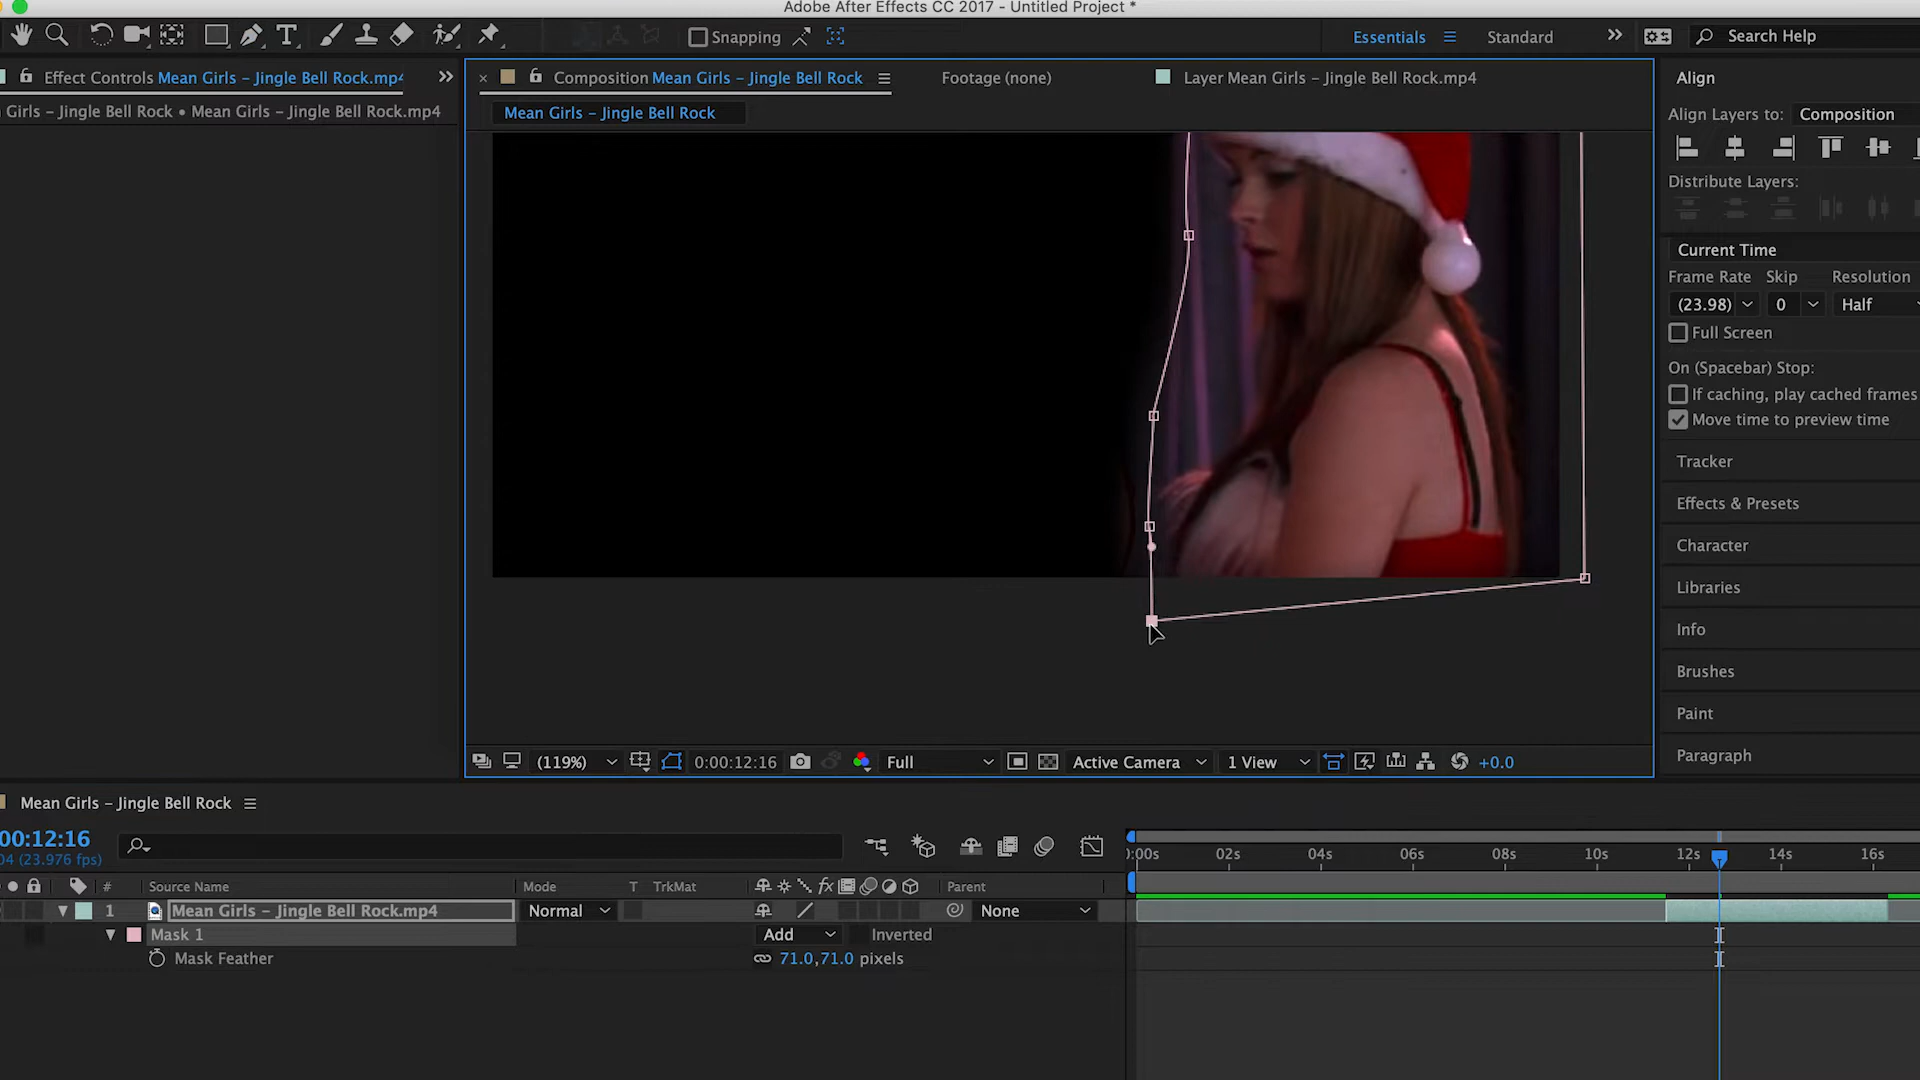 Adobe After Effects CC 2017 - Untitled Project *
Snapping
Essentials
Standard
Search Help
Effect Controls Mean Girls – Jingle Bell Rock.mp4
Composition Mean Girls – Jingle Bell Rock
Footage (none)
Layer Mean Girls – Jingle Bell Rock.mp4
Align
Girls – Jingle Bell Rock • Mean Girls – Jingle Bell Rock.mp4
Mean Girls – Jingle Bell Rock
Align Layers to: Composition
Distribute Layers:
Current Time
Frame Rate Skip Resolution
(23.98) 0 Half
Full Screen
On (Spacebar) Stop:
If caching, play cached frames
Move time to preview time
Tracker
Effects & Presets
Character
Libraries
Info
Brushes
Paint
Paragraph
(119%) 0:00:12:16 Full Active Camera 1 View +0.0
Mean Girls – Jingle Bell Rock
00:12:16
04 (23.976 fps)
:00s 02s 04s 06s 08s 10s 12s 14s 16s
# Source Name Mode T TrkMat fx Parent
1 Mean Girls – Jingle Bell Rock.mp4 Normal None
Mask 1 Add Inverted
Mask Feather 71.0,71.0 pixels